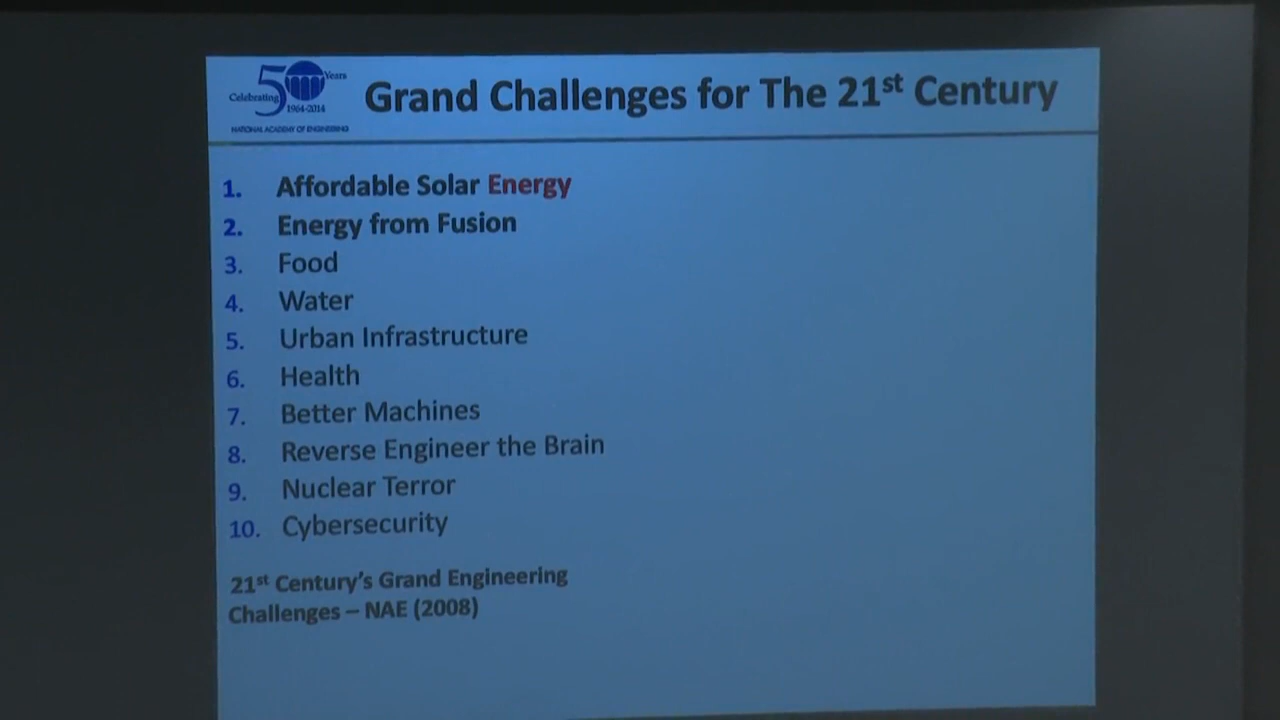 Celebrating 50 Years
1964-2014
NATIONAL ACADEMY OF ENGINEERING
Grand Challenges for The 21st Century
1. Affordable Solar Energy
2. Energy from Fusion
3. Food
4. Water
5. Urban Infrastructure
6. Health
7. Better Machines
8. Reverse Engineer the Brain
9. Nuclear Terror
10. Cybersecurity
21st Century's Grand Engineering
Challenges – NAE (2008)